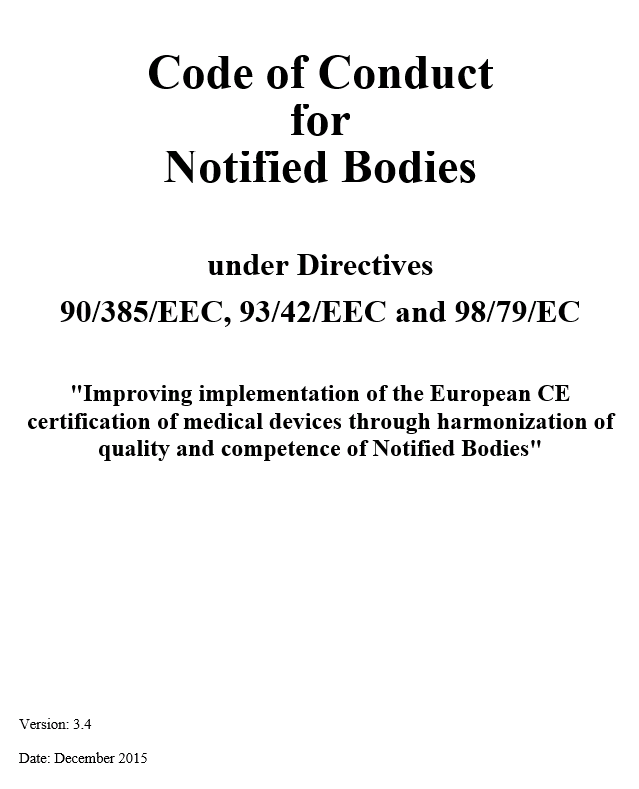 Code of Conduct
for
Notified Bodies
under Directives
90/385/EEC, 93/42/EEC and 98/79/EC
"Improving implementation of the European CE
certification of medical devices through harmonization of
quality and competence of Notified Bodies"
Version: 3.4
Date: December 2015